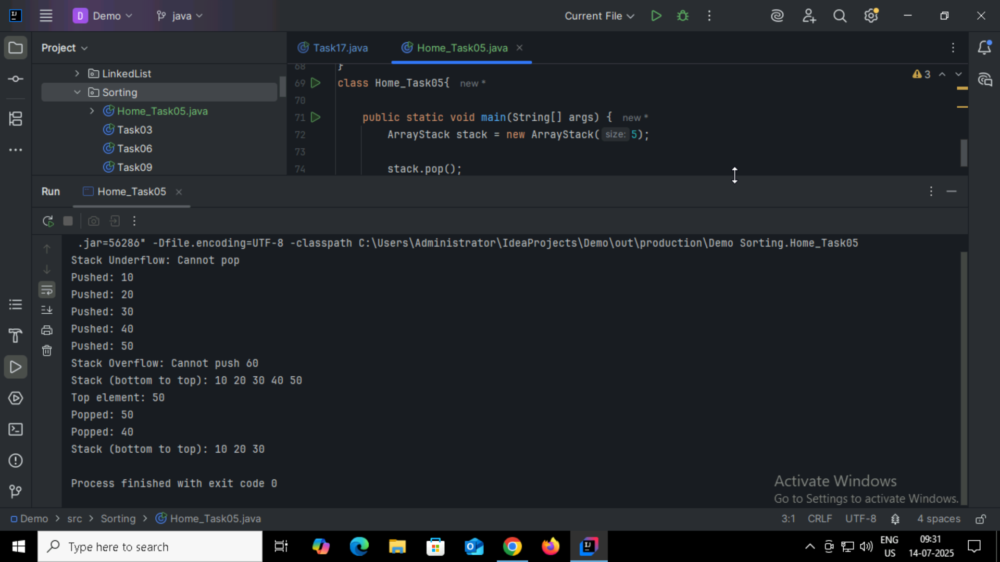 D Demo java Current File
Project
LinkedList
Sorting
Home_Task05.java
Task03
Task06
Task09
Task17.java Home_Task05.java
68 }
69 class Home_Task05{ new *
70
71 public static void main(String[] args) { new *
72 ArrayStack stack = new ArrayStack( size: 5);
73
74 stack.pop();
3
Run Home_Task05
.jar=56286" -Dfile.encoding=UTF-8 -classpath C:\Users\Administrator\IdeaProjects\Demo\out\production\Demo Sorting.Home_Task05
Stack Underflow: Cannot pop
Pushed: 10
Pushed: 20
Pushed: 30
Pushed: 40
Pushed: 50
Stack Overflow: Cannot push 60
Stack (bottom to top): 10 20 30 40 50
Top element: 50
Popped: 50
Popped: 40
Stack (bottom to top): 10 20 30
Process finished with exit code 0
Activate Windows
Go to Settings to activate Windows.
Demo > src > Sorting > Home_Task05.java 3:1 CRLF UTF-8 4 spaces
Type here to search
ENG
US
09:31
14-07-2025